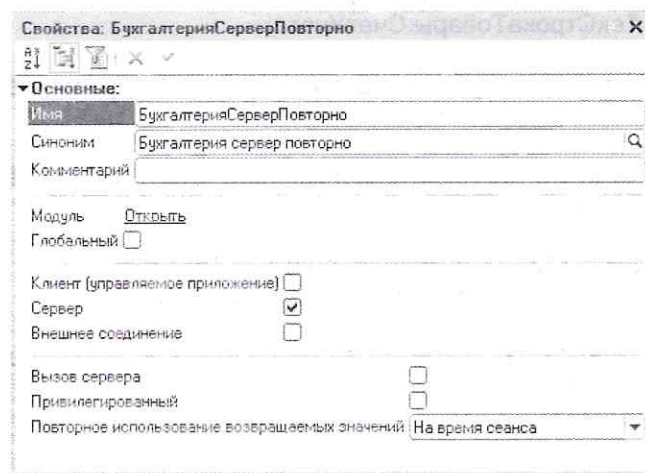 Свойства: БухгалтерияСерверПовторно
Основные:
Имя БухгалтерияСерверПовторно
Синоним Бухгалтерия сервер повторно
Комментарий
Модуль Открыть
Глобальный
Клиент (управляемое приложение)
Сервер
Внешнее соединение
Вызов сервера
Привилегированный
Повторное использование возвращаемых значений На время сеанса